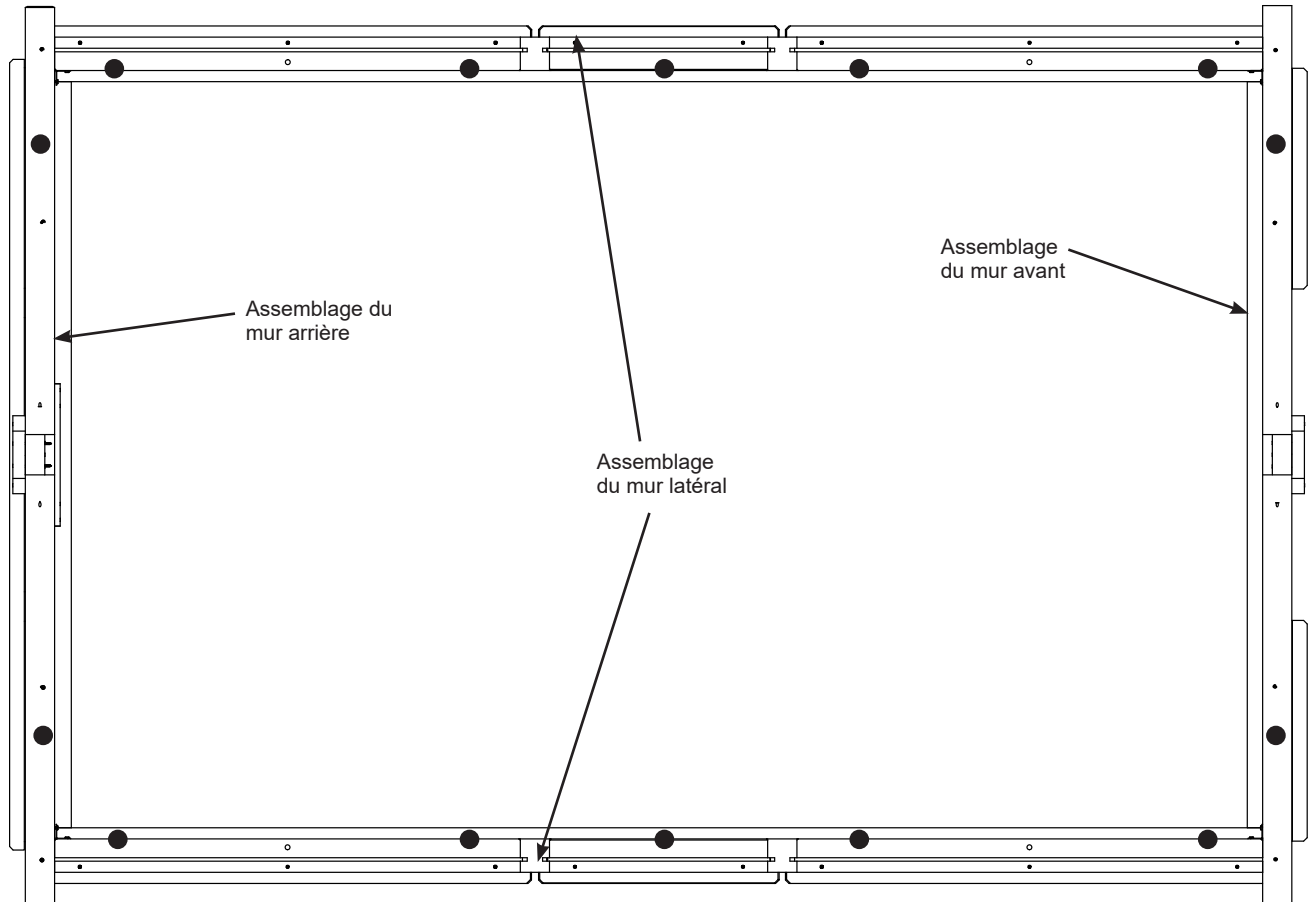 Assemblage
du mur avant
Assemblage du
mur arrière
Assemblage
du mur latéral